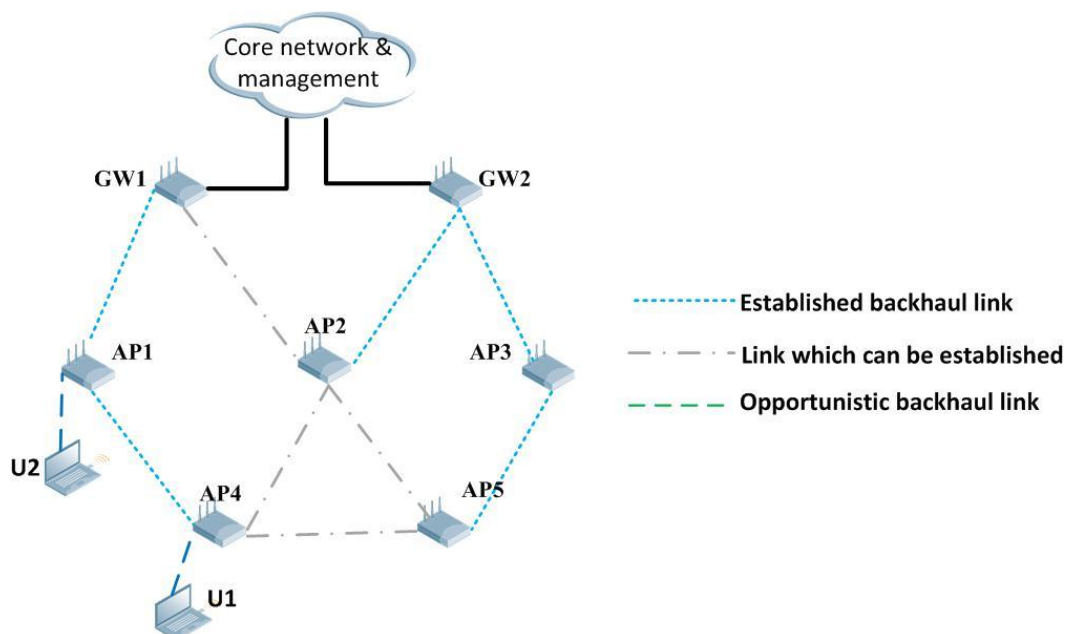 Core network &
management
GW1
GW2
AP2
AP1
AP3
Established backhaul link
Link which can be established
Opportunistic backhaul link
U2
AP4
AP5
U1